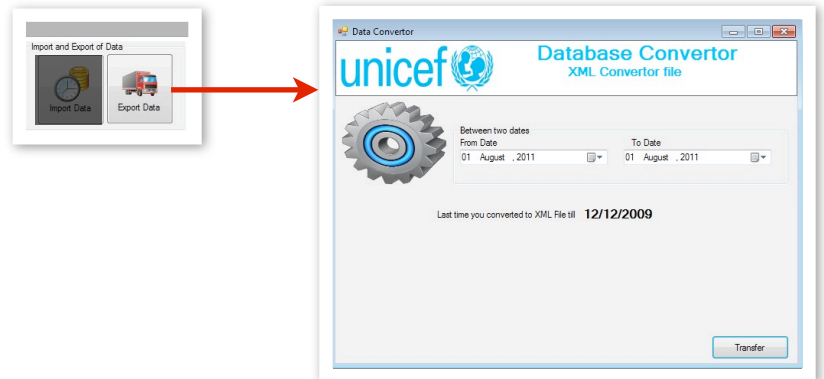 Import and Export of Data
Import Data
Export Data
Data Convertor
unicef
Database Convertor
XML Convertor file
Between two dates
From Date To Date
01 August , 2011 01 August , 2011
Last time you converted to XML File till 12/12/2009
Transfer